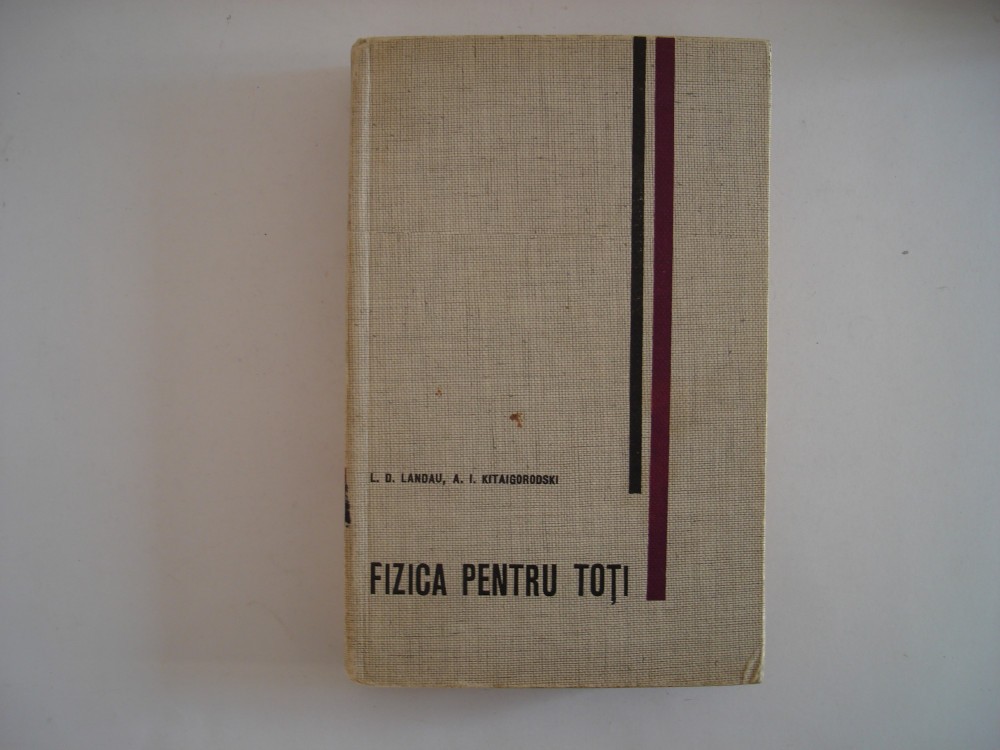 L. D. LANDAU, A. I. KITAIGORODSKI
FIZICA PENTRU TOȚI